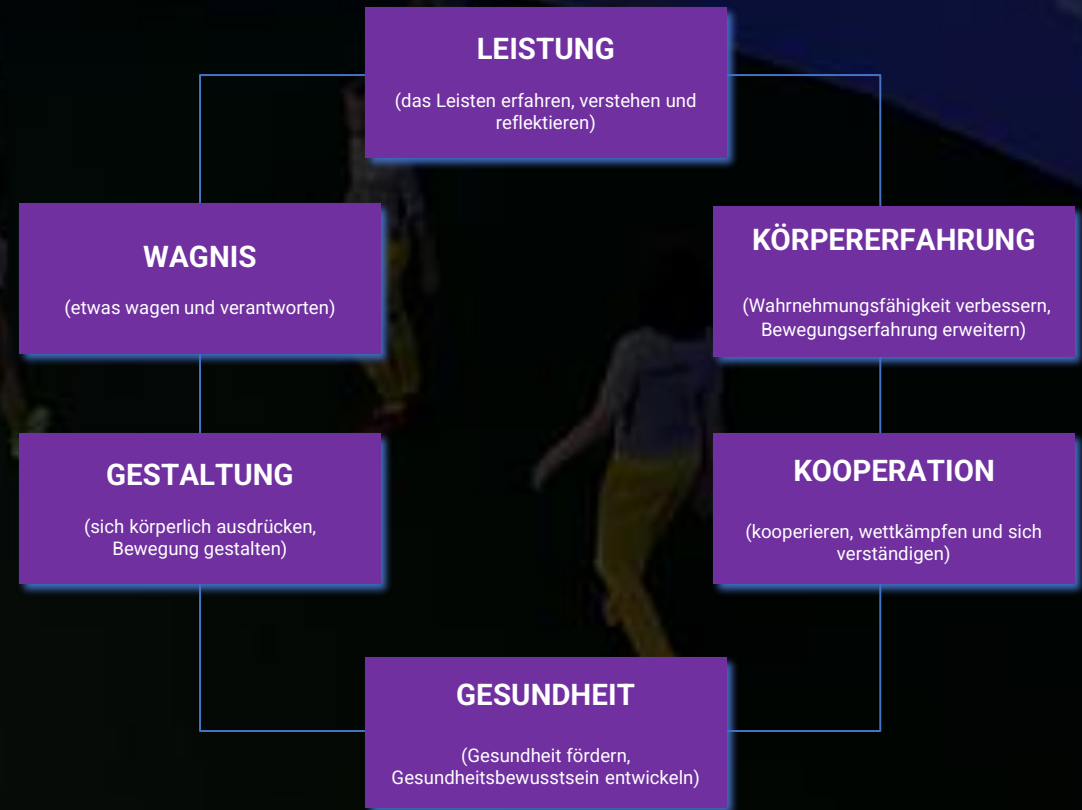 LEISTUNG
(das Leisten erfahren, verstehen und
reflektieren)
WAGNIS
(etwas wagen und verantworten)
KÖRPERERFAHRUNG
(Wahrnehmungsfähigkeit verbessern,
Bewegungserfahrung erweitern)
GESTALTUNG
(sich körperlich ausdrücken,
Bewegung gestalten)
KOOPERATION
(kooperieren, wettkämpfen und sich
verständigen)
GESUNDHEIT
(Gesundheit fördern,
Gesundheitsbewusstsein entwickeln)